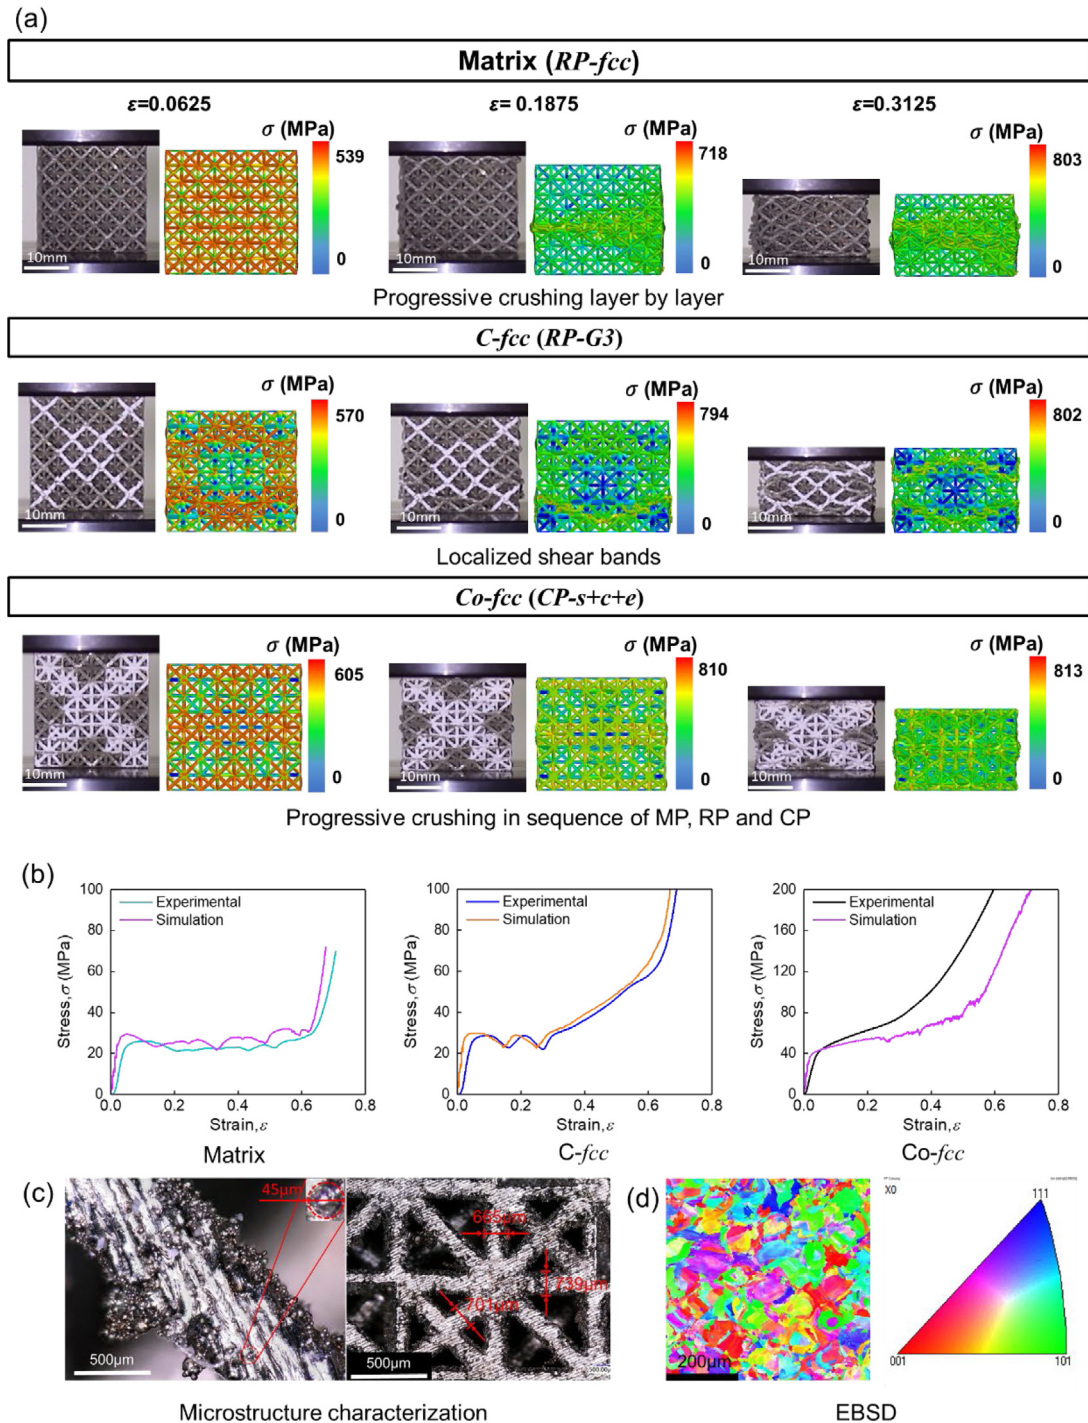 (a)
Matrix (RP-fcc)
ε=0.0625 ε= 0.1875 ε=0.3125
σ (MPa) σ (MPa) σ (MPa)
539 718 803
0 0 0
10mm 10mm 10mm
Progressive crushing layer by layer
C-fcc (RP-G3)
σ (MPa) σ (MPa) σ (MPa)
570 794 802
0 0 0
10mm 10mm 10mm
Localized shear bands
Co-fcc (CP-s+c+e)
σ (MPa) σ (MPa) σ (MPa)
605 810 813
0 0 0
10mm 10mm 10mm
Progressive crushing in sequence of MP, RP and CP
(b)
Stress, σ (MPa)
100
80
60
40
20
0
0.0 0.2 0.4 0.6 0.8
Experimental
Simulation
Strain, ε
Matrix
Stress, σ (MPa)
100
80
60
40
20
0
0.0 0.2 0.4 0.6 0.8
Experimental
Simulation
Strain, ε
C-fcc
Stress, σ (MPa)
200
160
120
80
40
0
0.0 0.2 0.4 0.6 0.8
Experimental
Simulation
Strain, ε
Co-fcc
(c)
45μm
500μm
665μm
739μm
701μm
500μm
500.00μm
Microstructure characterization
(d)
200μm
X0
111
001
101
EBSD